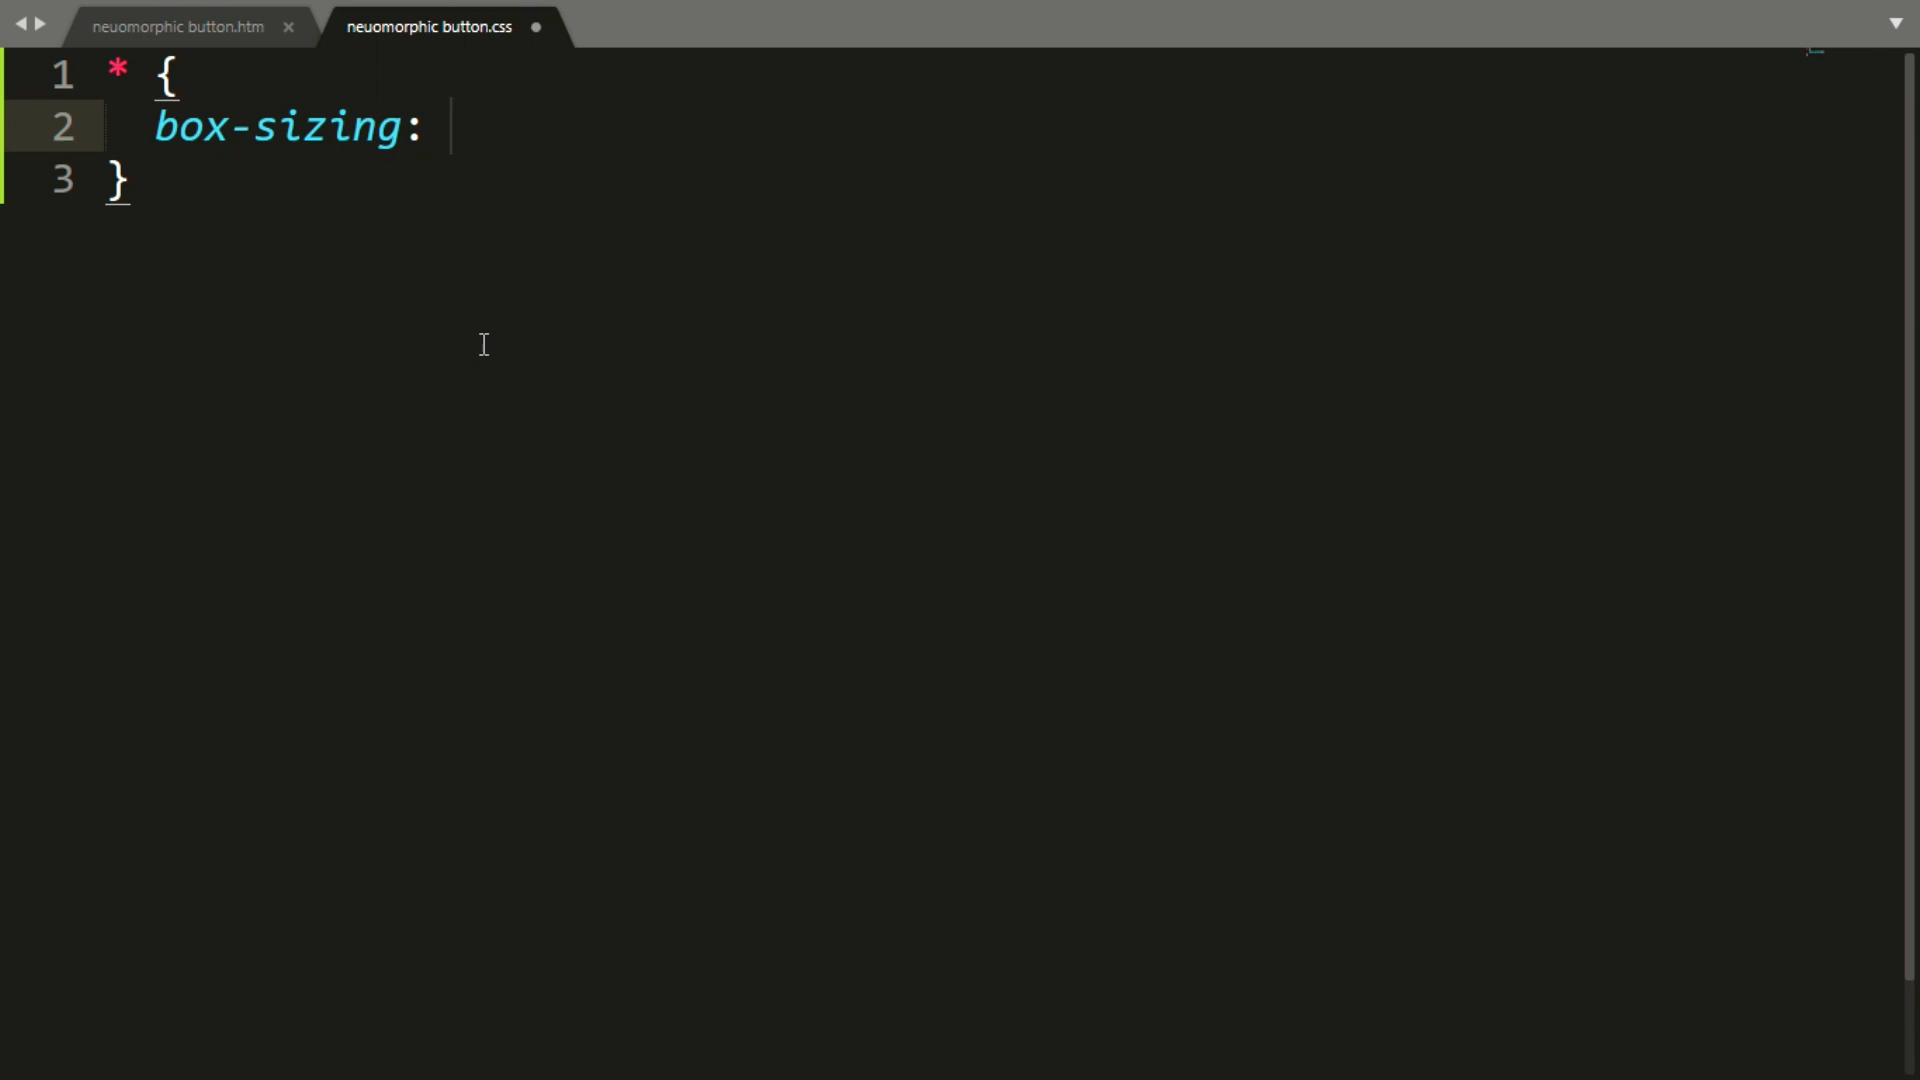 neuomorphic button.htm
neuomorphic button.css
1 * {
2 box-sizing:
3 }